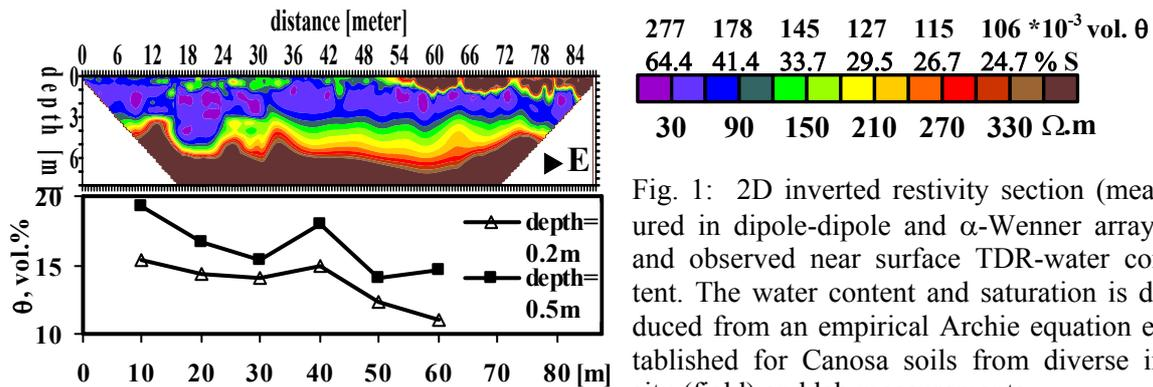 distance [meter]
0 6 12 18 24 30 36 42 48 54 60 66 72 78 84
depth [m]
0
3
6
E
277 178 145 127 115 106 *10-3 vol. θ
64.4 41.4 33.7 29.5 26.7 24.7 % S
30 90 150 210 270 330 Ω.m
20
15
10
θ, vol.%
depth=
0.2m
depth=
0.5m
0 10 20 30 40 50 60 70 80 [m]
Fig. 1: 2D inverted restivity section (meas
ured in dipole-dipole and α-Wenner array
and observed near surface TDR-water co
tent. The water content and saturation is d
duced from an empirical Archie equation e
tablished for Canosa soils from diverse i